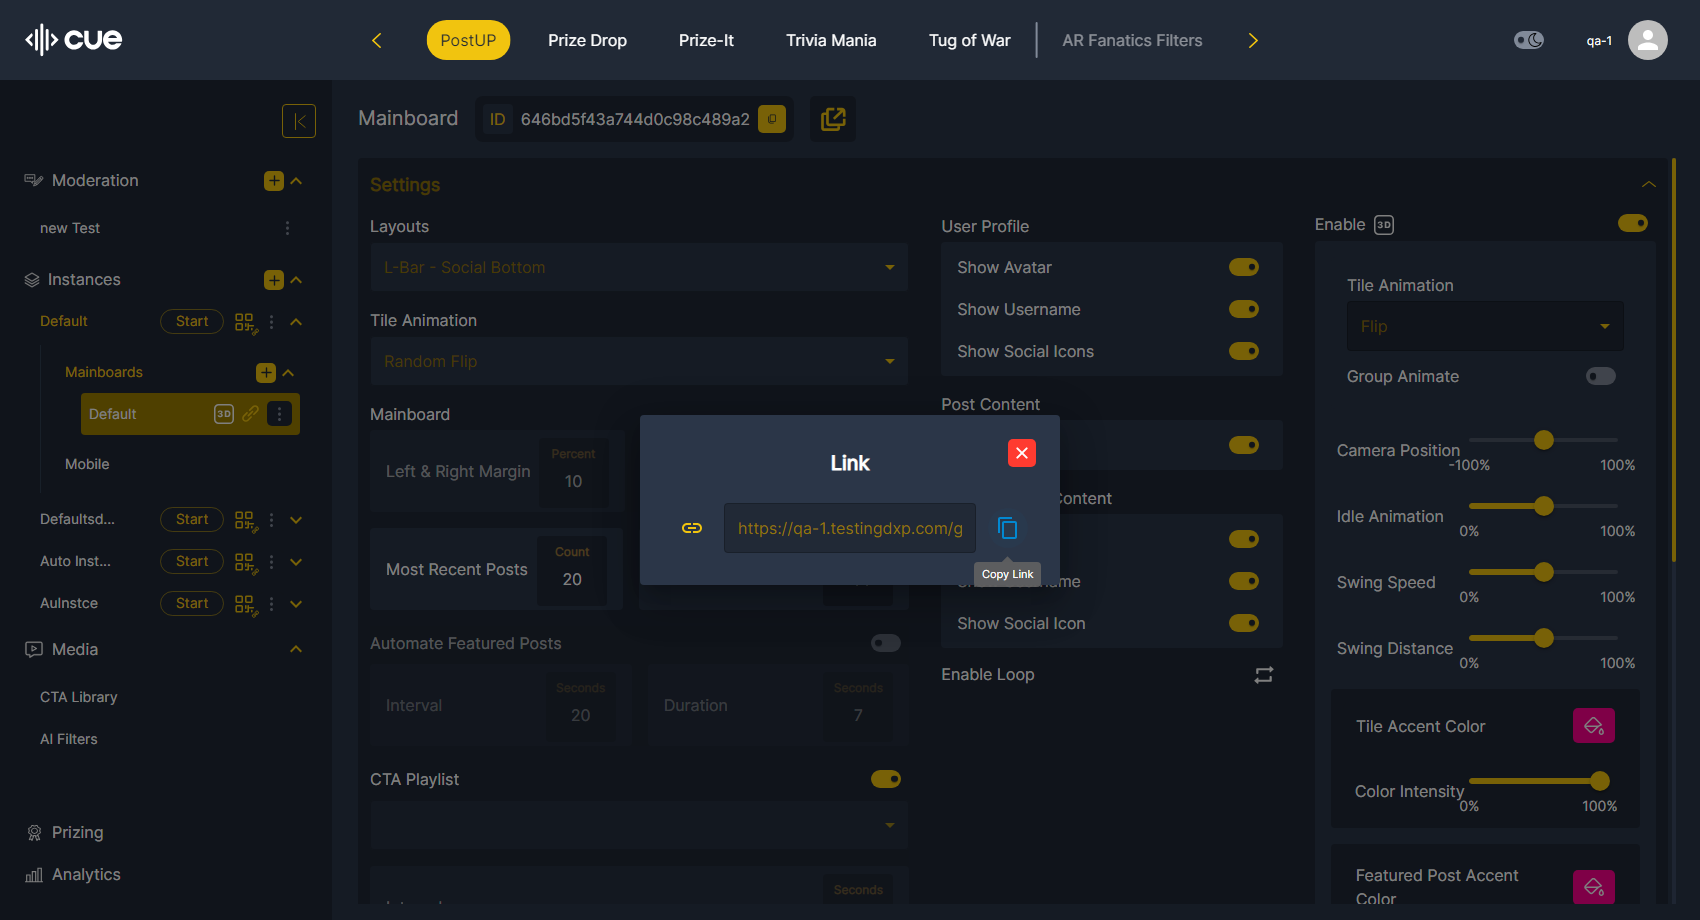 cue
PostUP
Prize Drop
Prize-It
Trivia Mania
Tug of War
AR Fanatics Filters
qa-1
Mainboard
ID
646bd5f43a744d0c98c489a2
Moderation
new Test
Instances
Default
Start
Mainboards
Default
3D
Mobile
Defaultsd...
Start
Auto Inst...
Start
AuInstce
Start
Media
CTA Library
AI Filters
Prizing
Analytics
Settings
Layouts
L-Bar - Social Bottom
Tile Animation
Random Flip
Mainboard
Left & Right Margin
Percent
10
Most Recent Posts
Count
20
Automate Featured Posts
Interval
Seconds
20
Duration
Seconds
7
CTA Playlist
Seconds
User Profile
Show Avatar
Show Username
Show Social Icons
Post Content
Content
Show Social Icon
Enable Loop
Link
https://qa-1.testingdxp.com/g
Copy Link
Enable
3D
Tile Animation
Flip
Group Animate
Camera Position
-100%
100%
Idle Animation
0%
100%
Swing Speed
0%
100%
Swing Distance
0%
100%
Tile Accent Color
Color Intensity
0%
100%
Featured Post Accent
Color